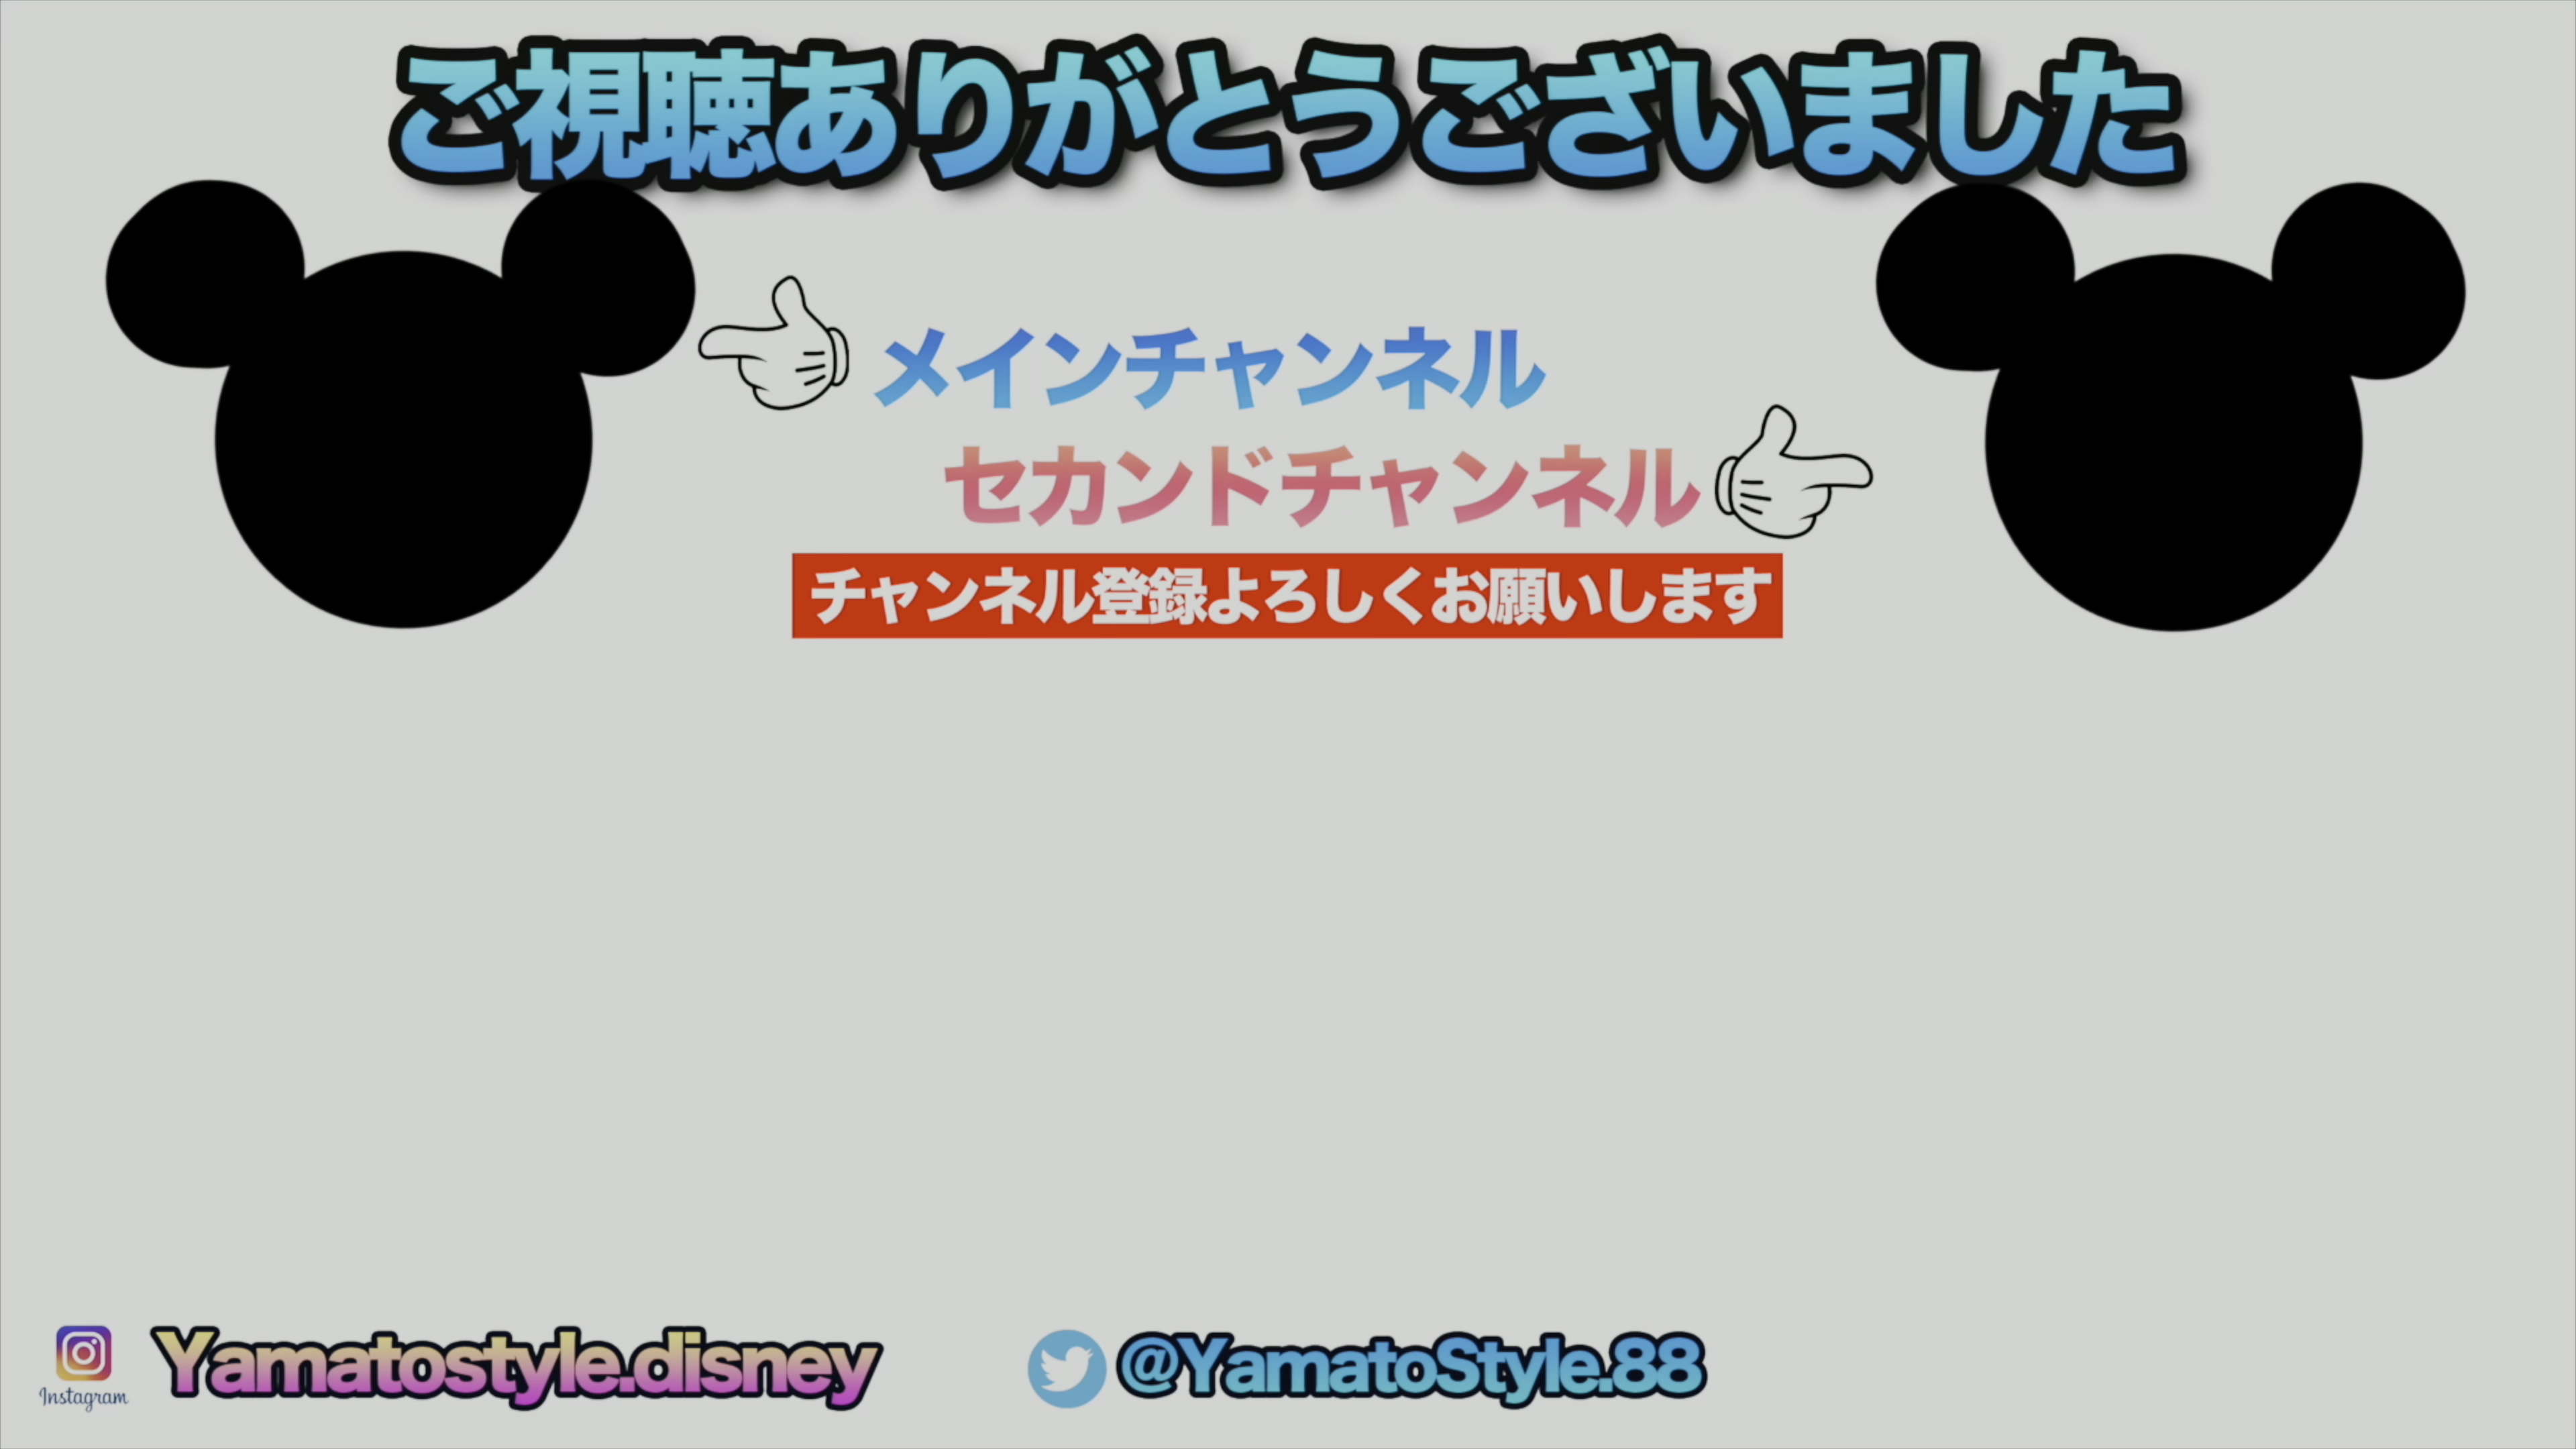 ご視聴ありがとうございました
メインチャンネル
セカンドチャンネル
チャンネル登録よろしくお願いします
Instagram
Yamatostyle.disney
@YamatoStyle.88